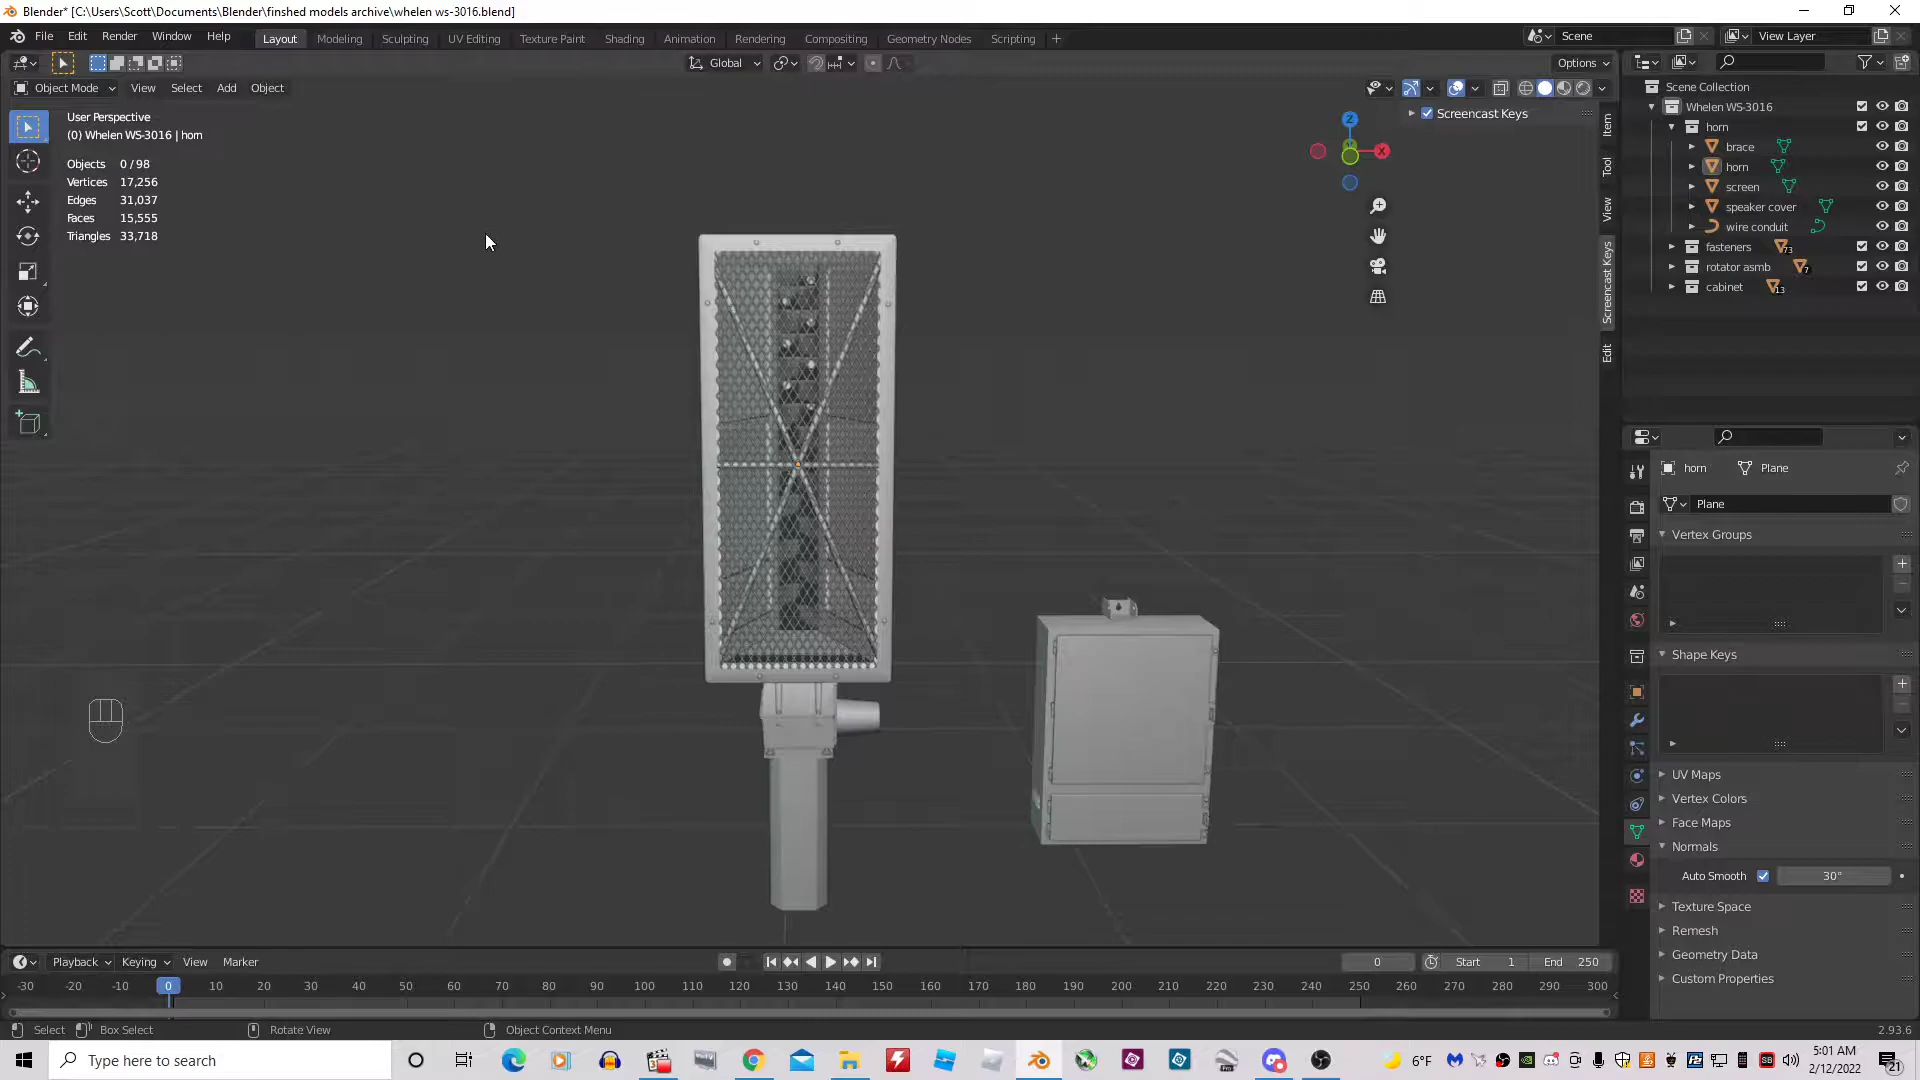 Blender* [C:\Users\Scott\Documents\Blender\finshed models archive\whelen ws-3016.blend]
File Edit Render Window Help Layout Modeling Sculpting UV Editing Texture Paint Shading Animation Rendering Compositing Geometry Nodes Scripting + Scene View Layer
Global Options
Object Mode View Select Add Object
User Perspective
(0) Whelen WS-3016 | horn
Objects 0 / 98
Vertices 17,256
Edges 31,037
Faces 15,555
Triangles 33,718
Screencast Keys
Z
X
Item
Tool
View
Screencast Keys
Edit
Scene Collection
Whelen WS-3016
horn
brace
horn
screen
speaker cover
wire conduit
fasteners 73
rotator asmb 7
cabinet 13
horn Plane
Plane
Vertex Groups
Shape Keys
UV Maps
Vertex Colors
Face Maps
Normals
Auto Smooth 30°
Texture Space
Remesh
Geometry Data
Custom Properties
Playback Keying View Marker 0 Start 1 End 250
-30 -20 -10 0 10 20 30 40 50 60 70 80 90 100 110 120 130 140 150 160 170 180 190 200 210 220 230 240 250 260 270 280 290 300
Select Box Select Rotate View Object Context Menu 2.93.6
Type here to search
6°F
5:01 AM
2/12/2022
21